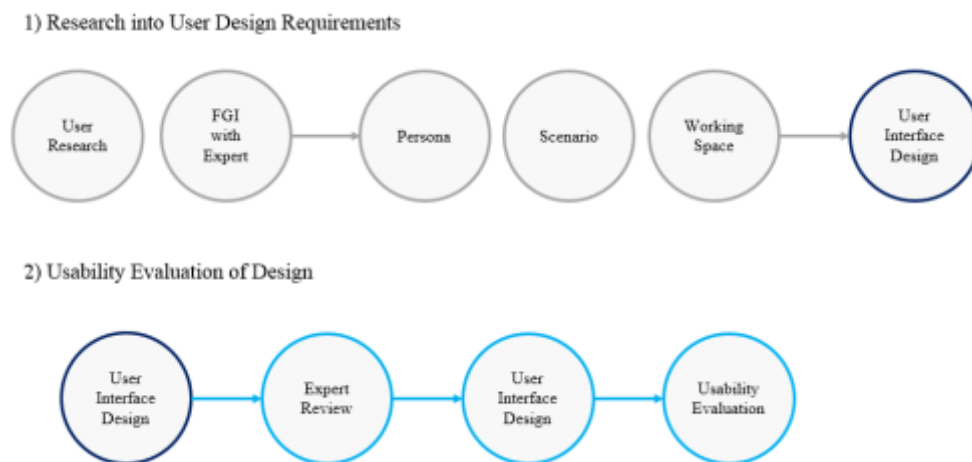 1) Research into User Design Requirements
User
Research
FGI
with
Expert
Persona
Scenario
Working
Space
User
Interface
Design
2) Usability Evaluation of Design
User
Interface
Design
Expert
Review
User
Interface
Design
Usability
Evaluation